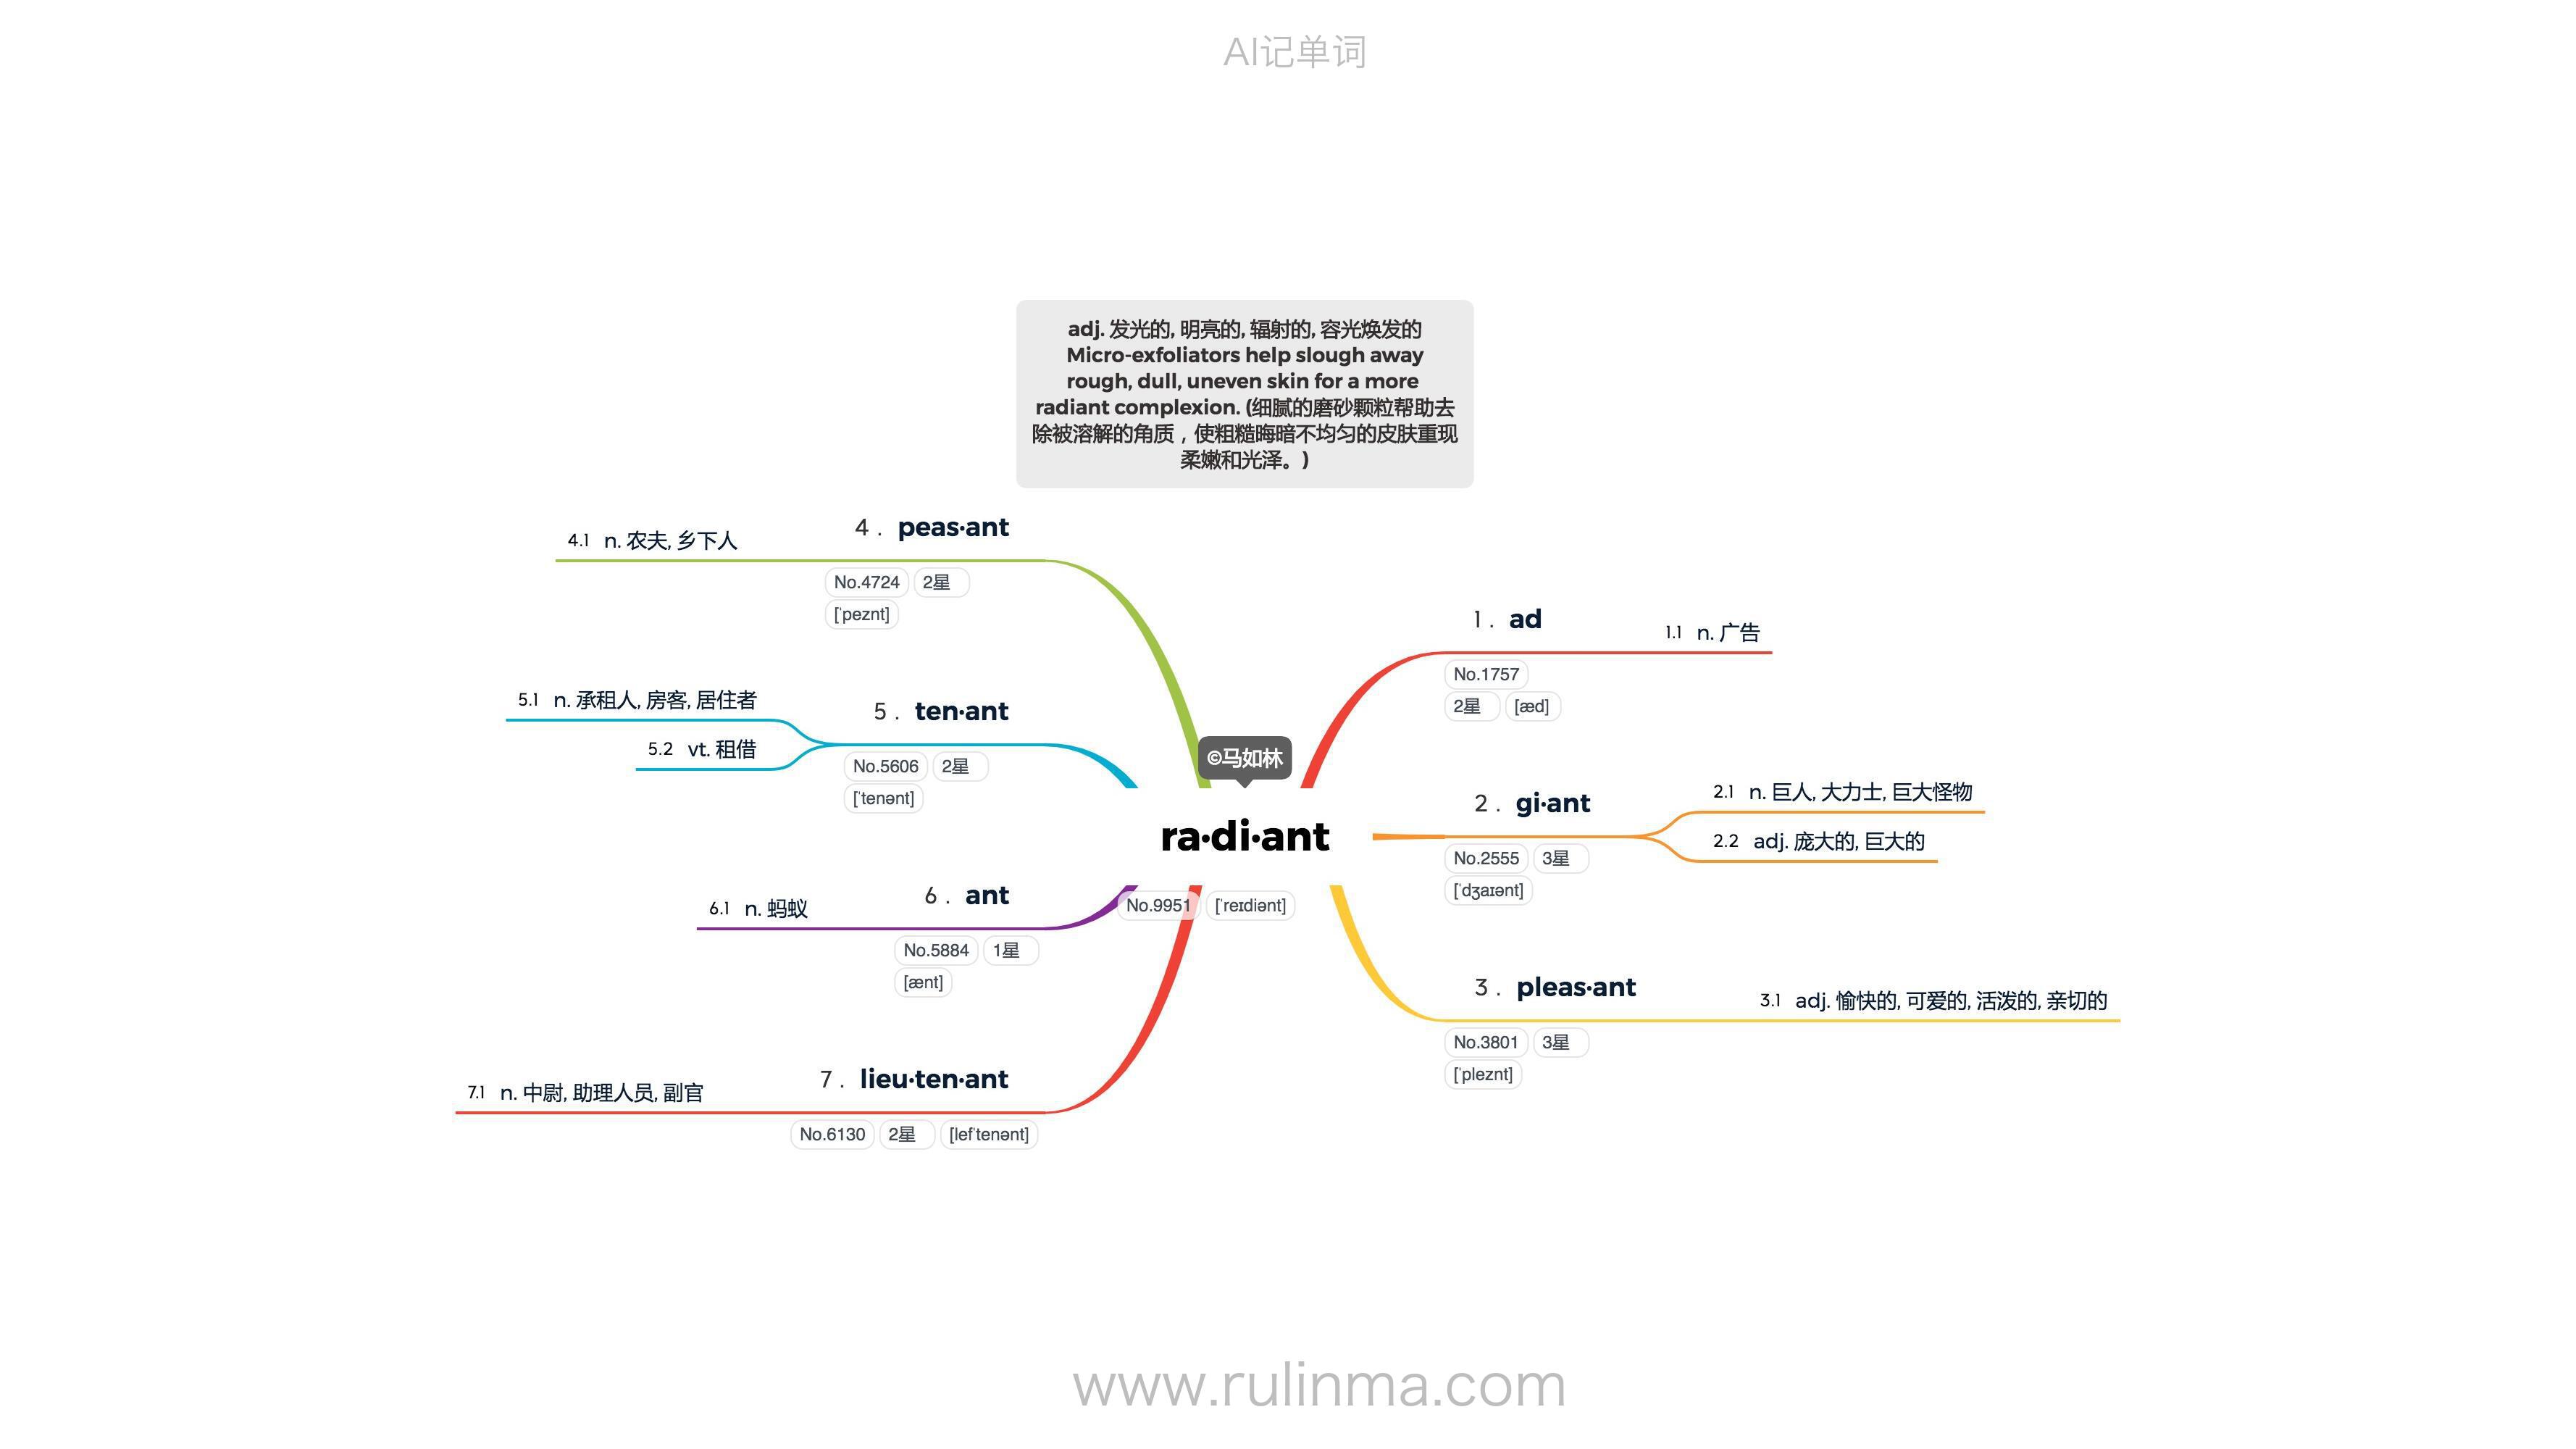 AI记单词
adj. 发光的, 明亮的, 辐射的, 容光焕发的
Micro-exfoliators help slough away
rough, dull, uneven skin for a more
radiant complexion. (细腻的磨砂颗粒帮助去
除被溶解的角质，使粗糙晦暗不均匀的皮肤重现
柔嫩和光泽。)
©马如林
ra·di·ant
No.9951 [ˈreɪdiənt]
1 . ad
No.1757
2星 [æd]
1.1 n. 广告
2 . gi·ant
No.2555 3星
[ˈdʒaɪənt]
2.1 n. 巨人, 大力士, 巨大怪物
2.2 adj. 庞大的, 巨大的
3 . pleas·ant
No.3801 3星
[ˈpleznt]
3.1 adj. 愉快的, 可爱的, 活泼的, 亲切的
4 . peas·ant
No.4724 2星
[ˈpeznt]
4.1 n. 农夫, 乡下人
5 . ten·ant
No.5606 2星
[ˈtenənt]
5.1 n. 承租人, 房客, 居住者
5.2 vt. 租借
6 . ant
No.5884 1星
[ænt]
6.1 n. 蚂蚁
7 . lieu·ten·ant
No.6130 2星 [lefˈtenənt]
7.1 n. 中尉, 助理人员, 副官
www.rulinma.com